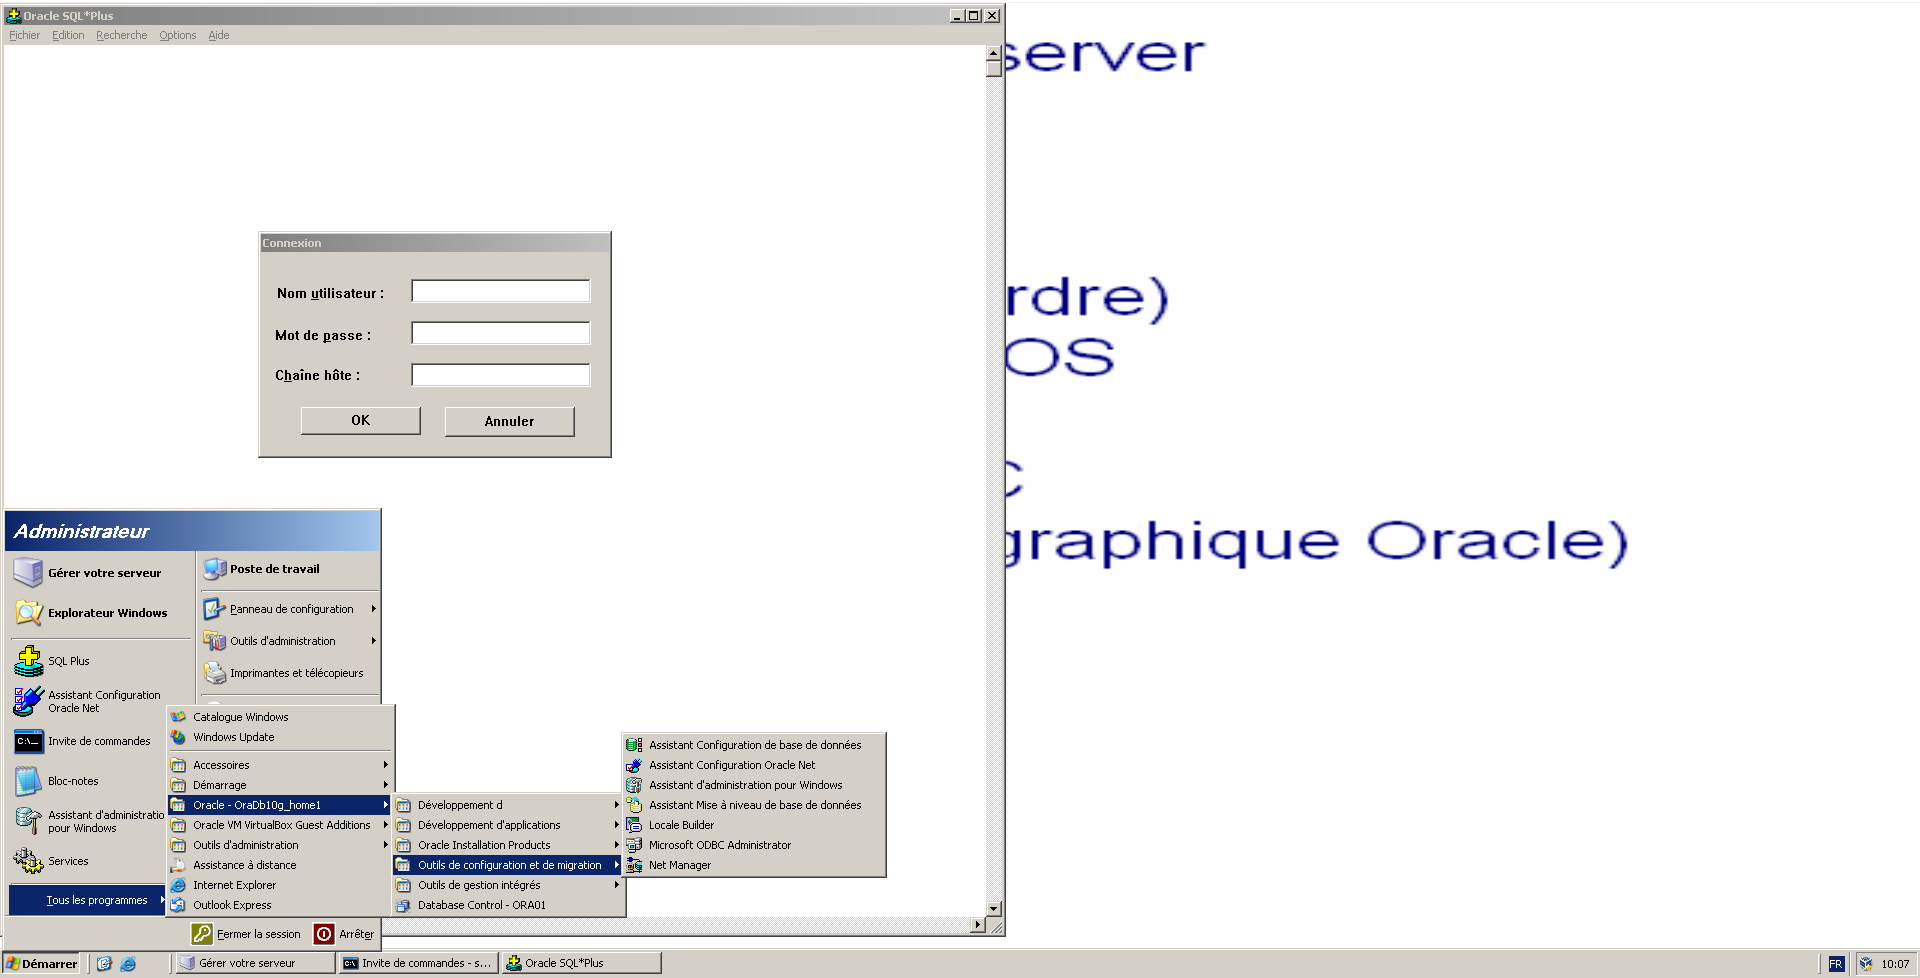 Oracle SQL*Plus
Fichier Edition Recherche Options Aide
server
rdre)
OS
graphique Oracle)
Connexion
Nom utilisateur :
Mot de passe :
Chaîne hôte :
OK Annuler
Administrateur
Gérer votre serveur
Explorateur Windows
SQL Plus
Assistant Configuration
Oracle Net
Invite de commandes
Bloc-notes
Assistant d'administratio
pour Windows
Services
Tous les programmes
Poste de travail
Panneau de configuration
Outils d'administration
Imprimantes et télécopieurs
Catalogue Windows
Windows Update
Accessoires
Démarrage
Oracle - OraDb10g_home1
Oracle VM VirtualBox Guest Additions
Outils d'administration
Assistance à distance
Internet Explorer
Outlook Express
Développement d
Développement d'applications
Oracle Installation Products
Outils de configuration et de migration
Outils de gestion intégrés
Database Control - ORA01
Assistant Configuration de base de données
Assistant Configuration Oracle Net
Assistant d'administration pour Windows
Assistant Mise à niveau de base de données
Locale Builder
Microsoft ODBC Administrator
Net Manager
Fermer la session Arrêter
Démarrer Gérer votre serveur Invite de commandes - s... Oracle SQL*Plus FR 10:07